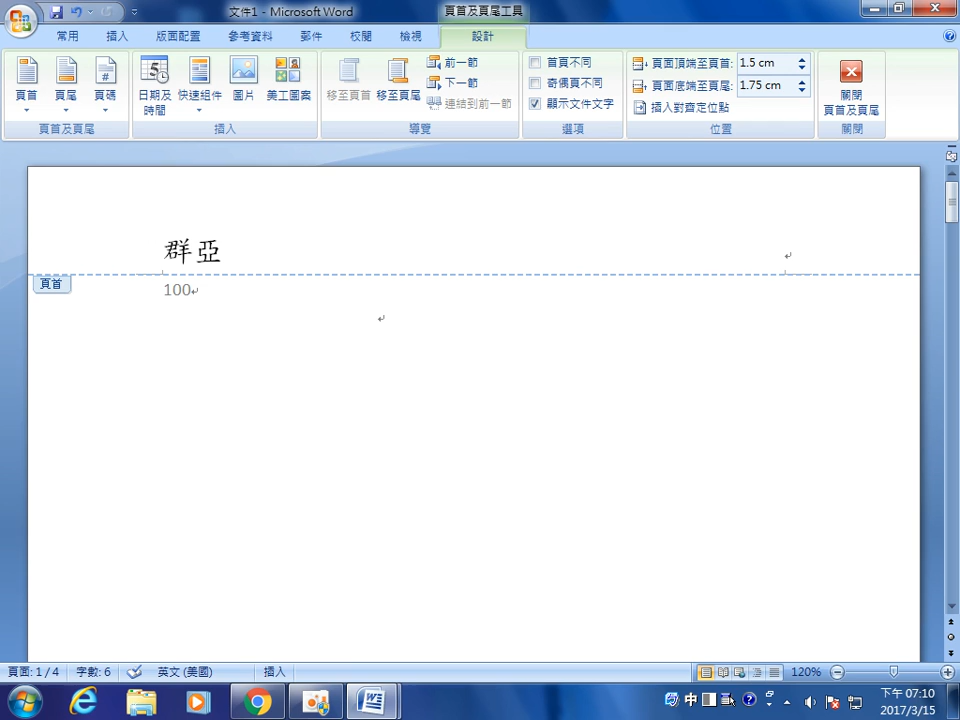 文件1 - Microsoft Word
頁首及頁尾工具
常用 插入 版面配置 參考資料 郵件 校閱 檢視 設計
頁首 頁尾 頁碼
頁首及頁尾
日期及時間 快速組件 圖片 美工圖案
插入
移至頁首 移至頁尾 前一節 下一節 連結到前一節
導覽
首頁不同
奇偶頁不同
顯示文件文字
選項
頁面頂端至頁首: 1.5 cm
頁面底端至頁尾: 1.75 cm
插入對齊定位點
位置
關閉
頁首及頁尾
關閉
群亞
頁首
100
頁面: 1 / 4 字數: 6 英文 (美國) 插入 120%
中
下午 07:10
2017/3/15